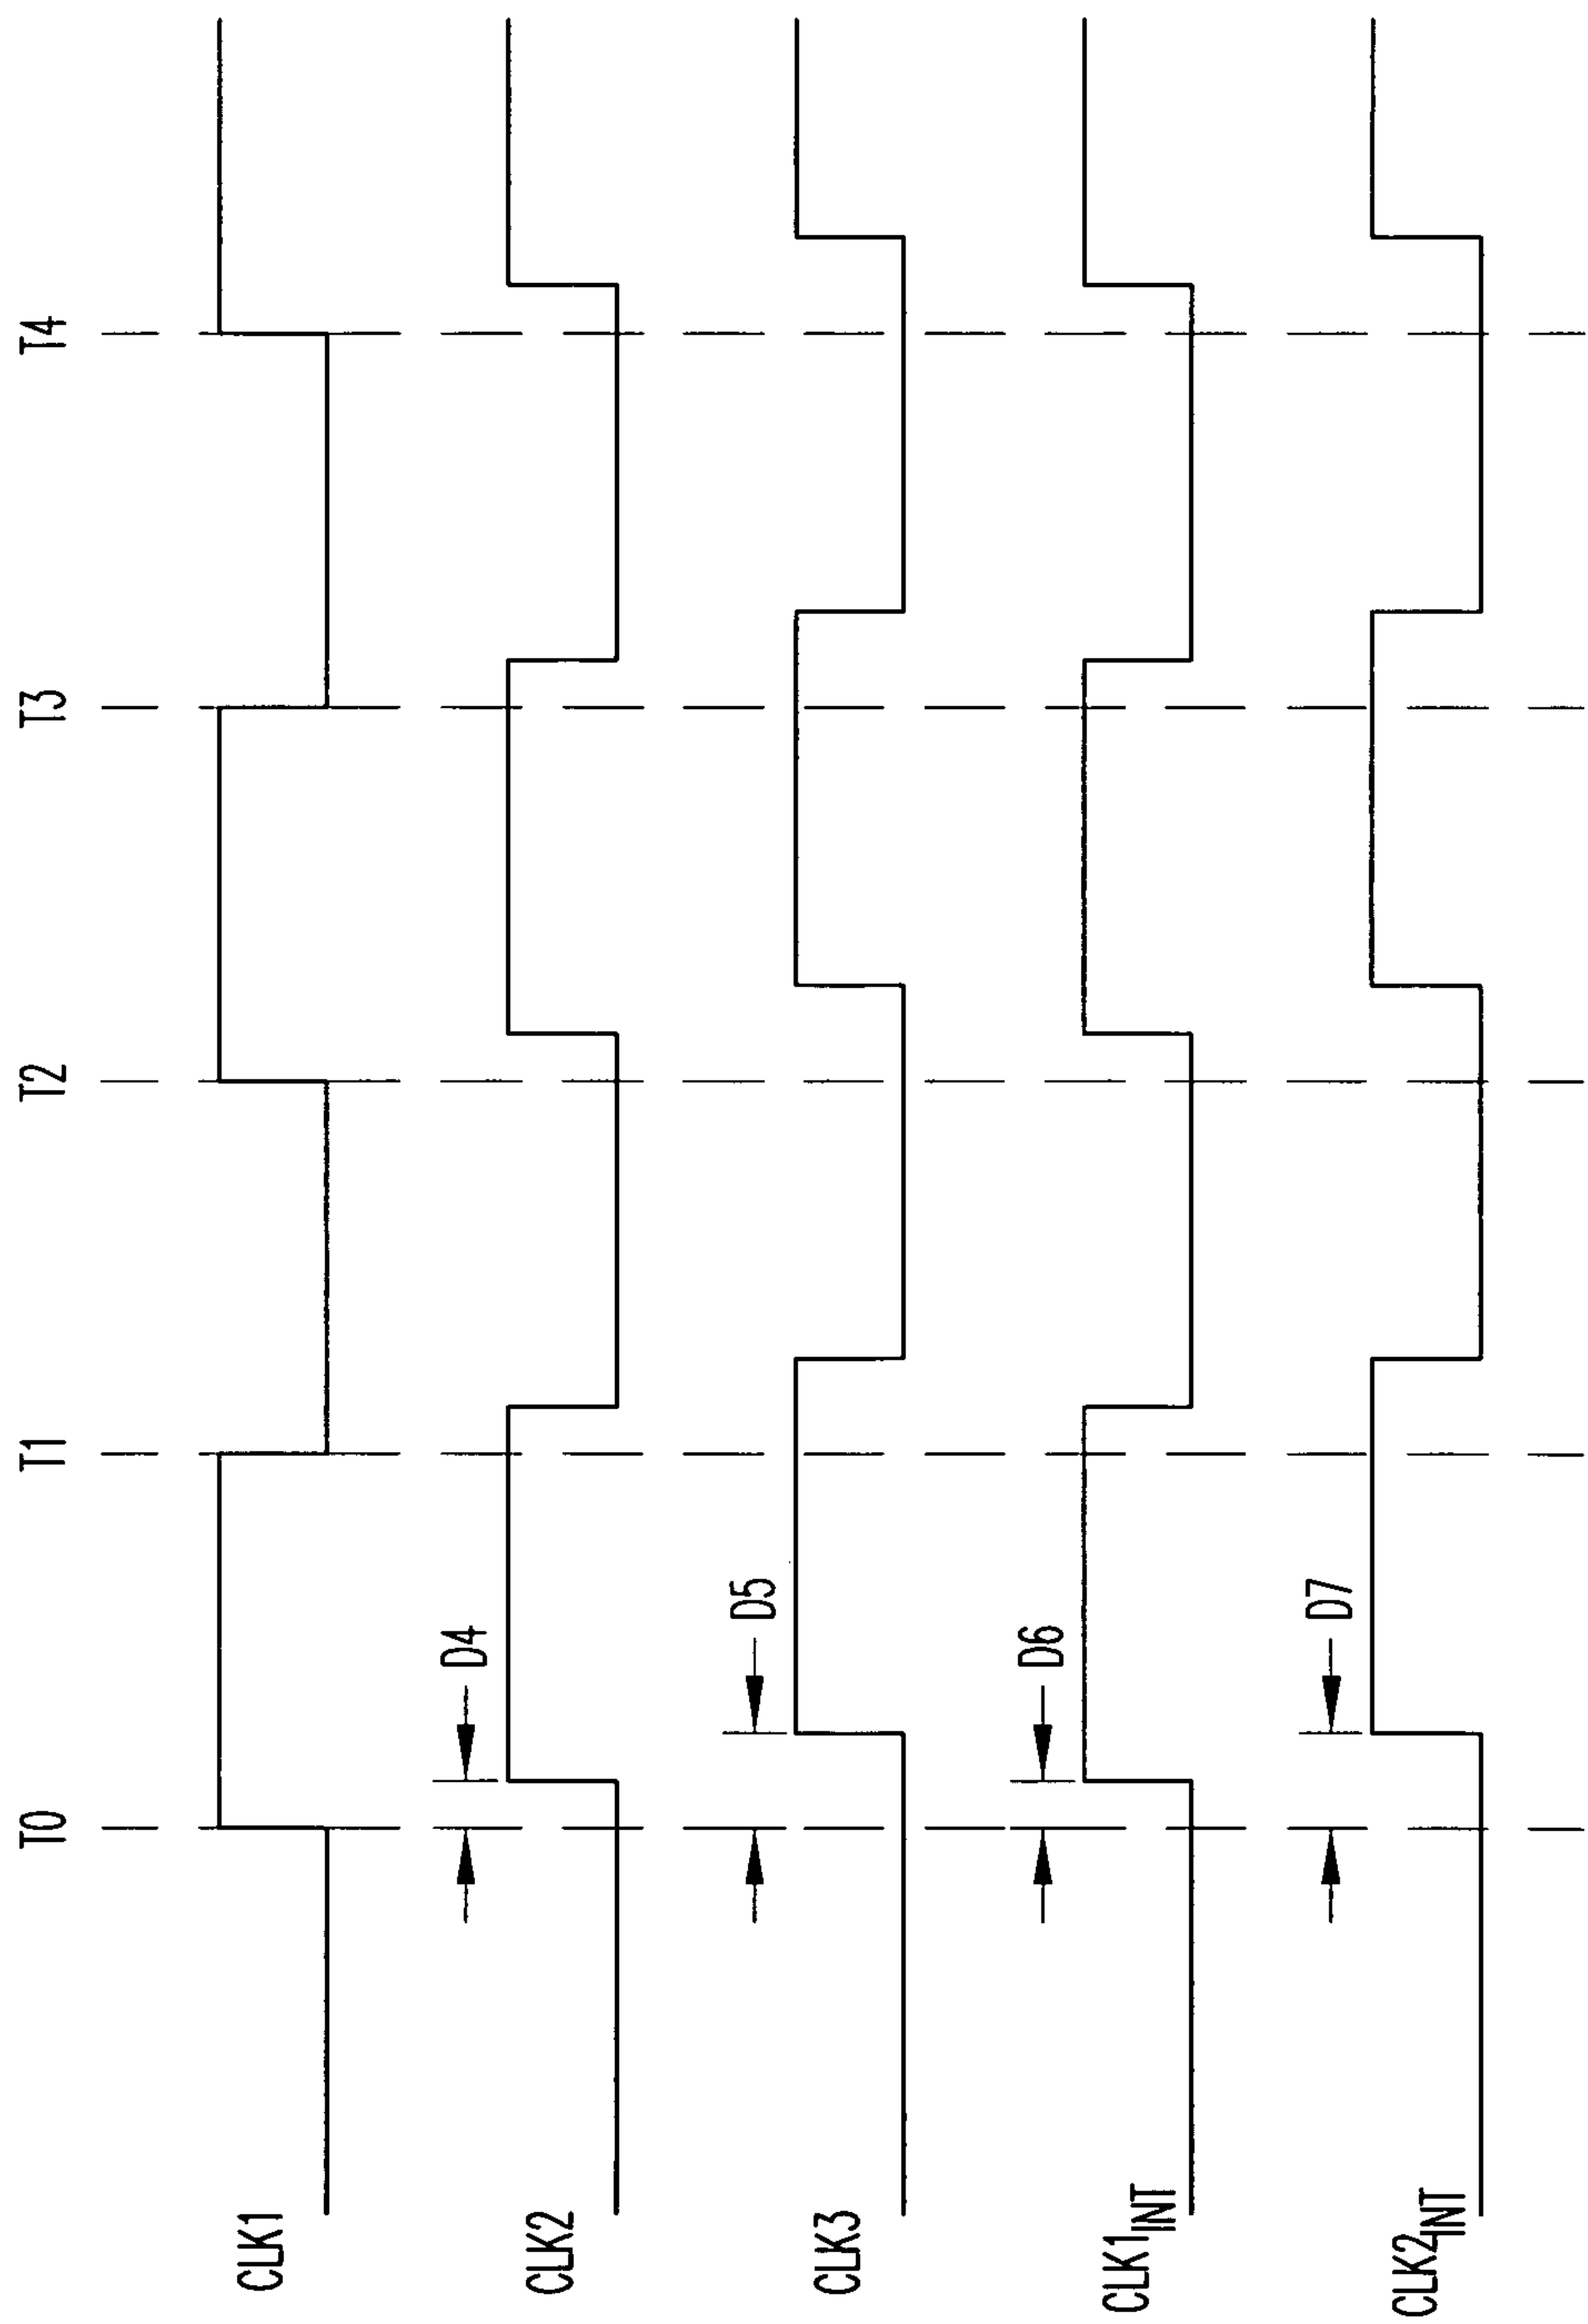 T0 T1 T2 T3 T4
CLK1
D4
CLK2
D5
CLK3
D6
CLK1INT
D7
CLK2INT